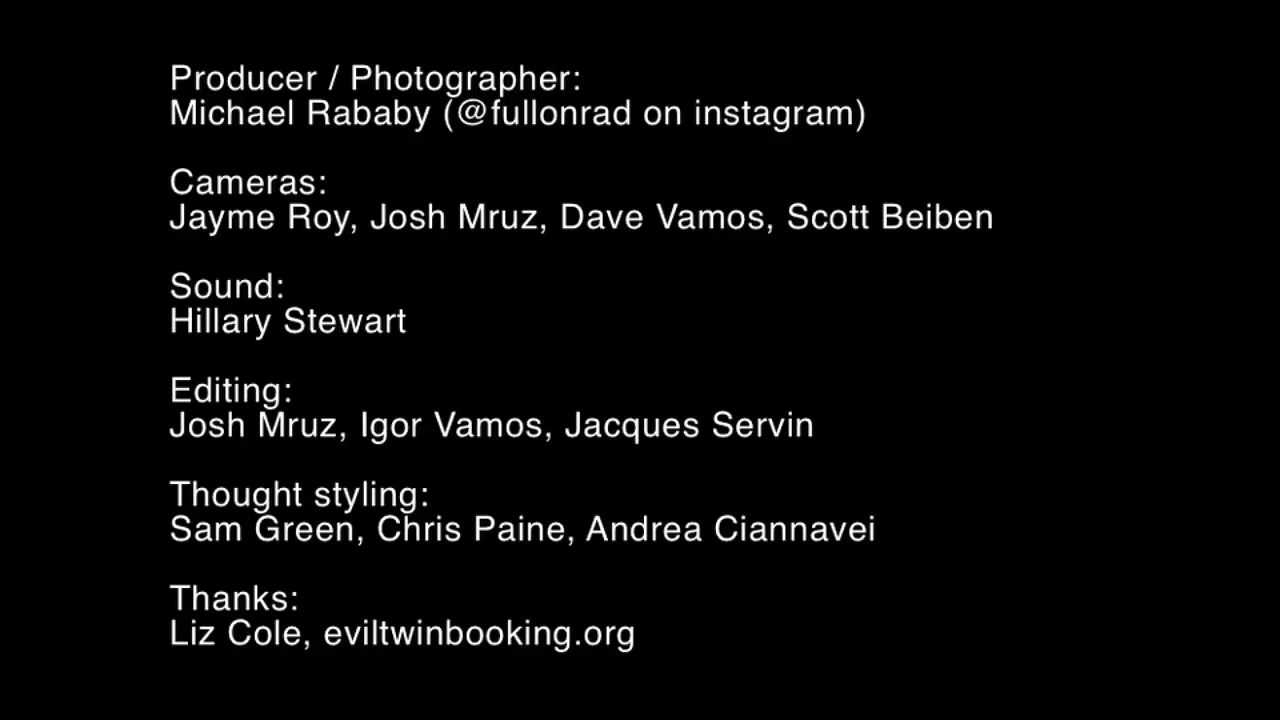 Producer / Photographer:
Michael Rababy (@fullonrad on instagram)
Cameras:
Jayme Roy, Josh Mruz, Dave Vamos, Scott Beiben
Sound:
Hillary Stewart
Editing:
Josh Mruz, Igor Vamos, Jacques Servin
Thought styling:
Sam Green, Chris Paine, Andrea Ciannavei
Thanks:
Liz Cole, eviltwinbooking.org